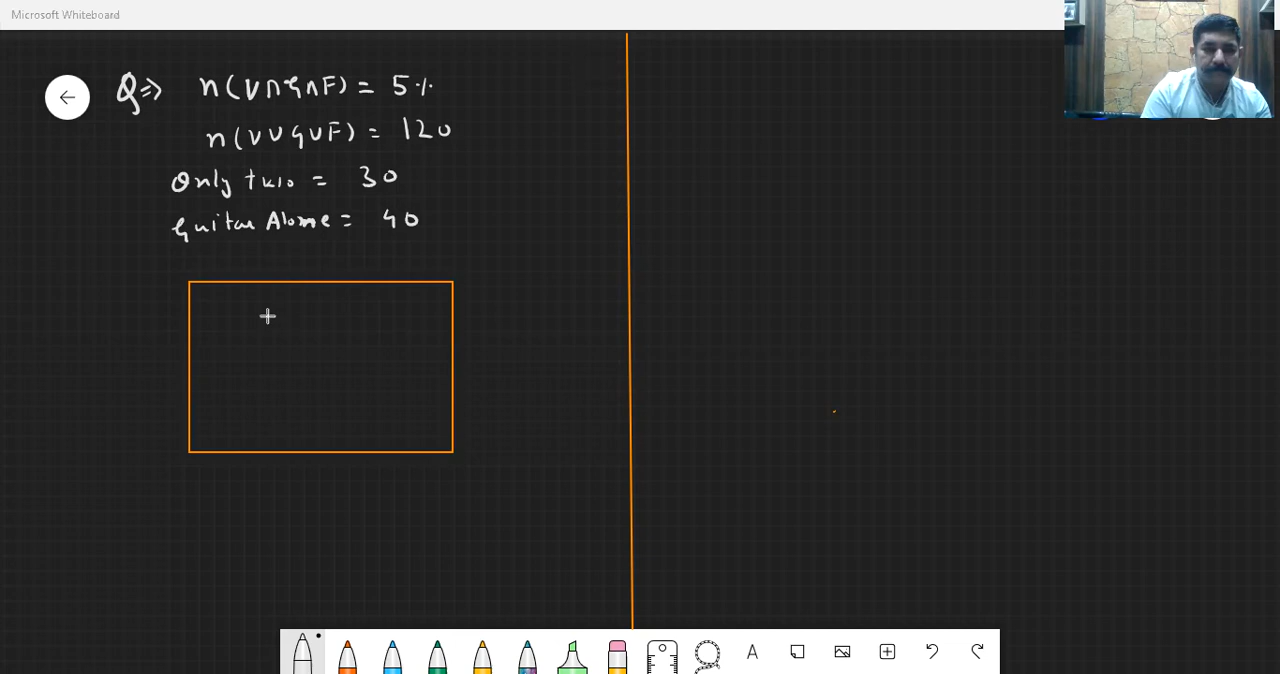 Microsoft Whiteboard
Q⇒ n(V∩G∩F) = 5%
n(V∪G∪F) = 120
Only two = 30
Guitar Alone = 40
A